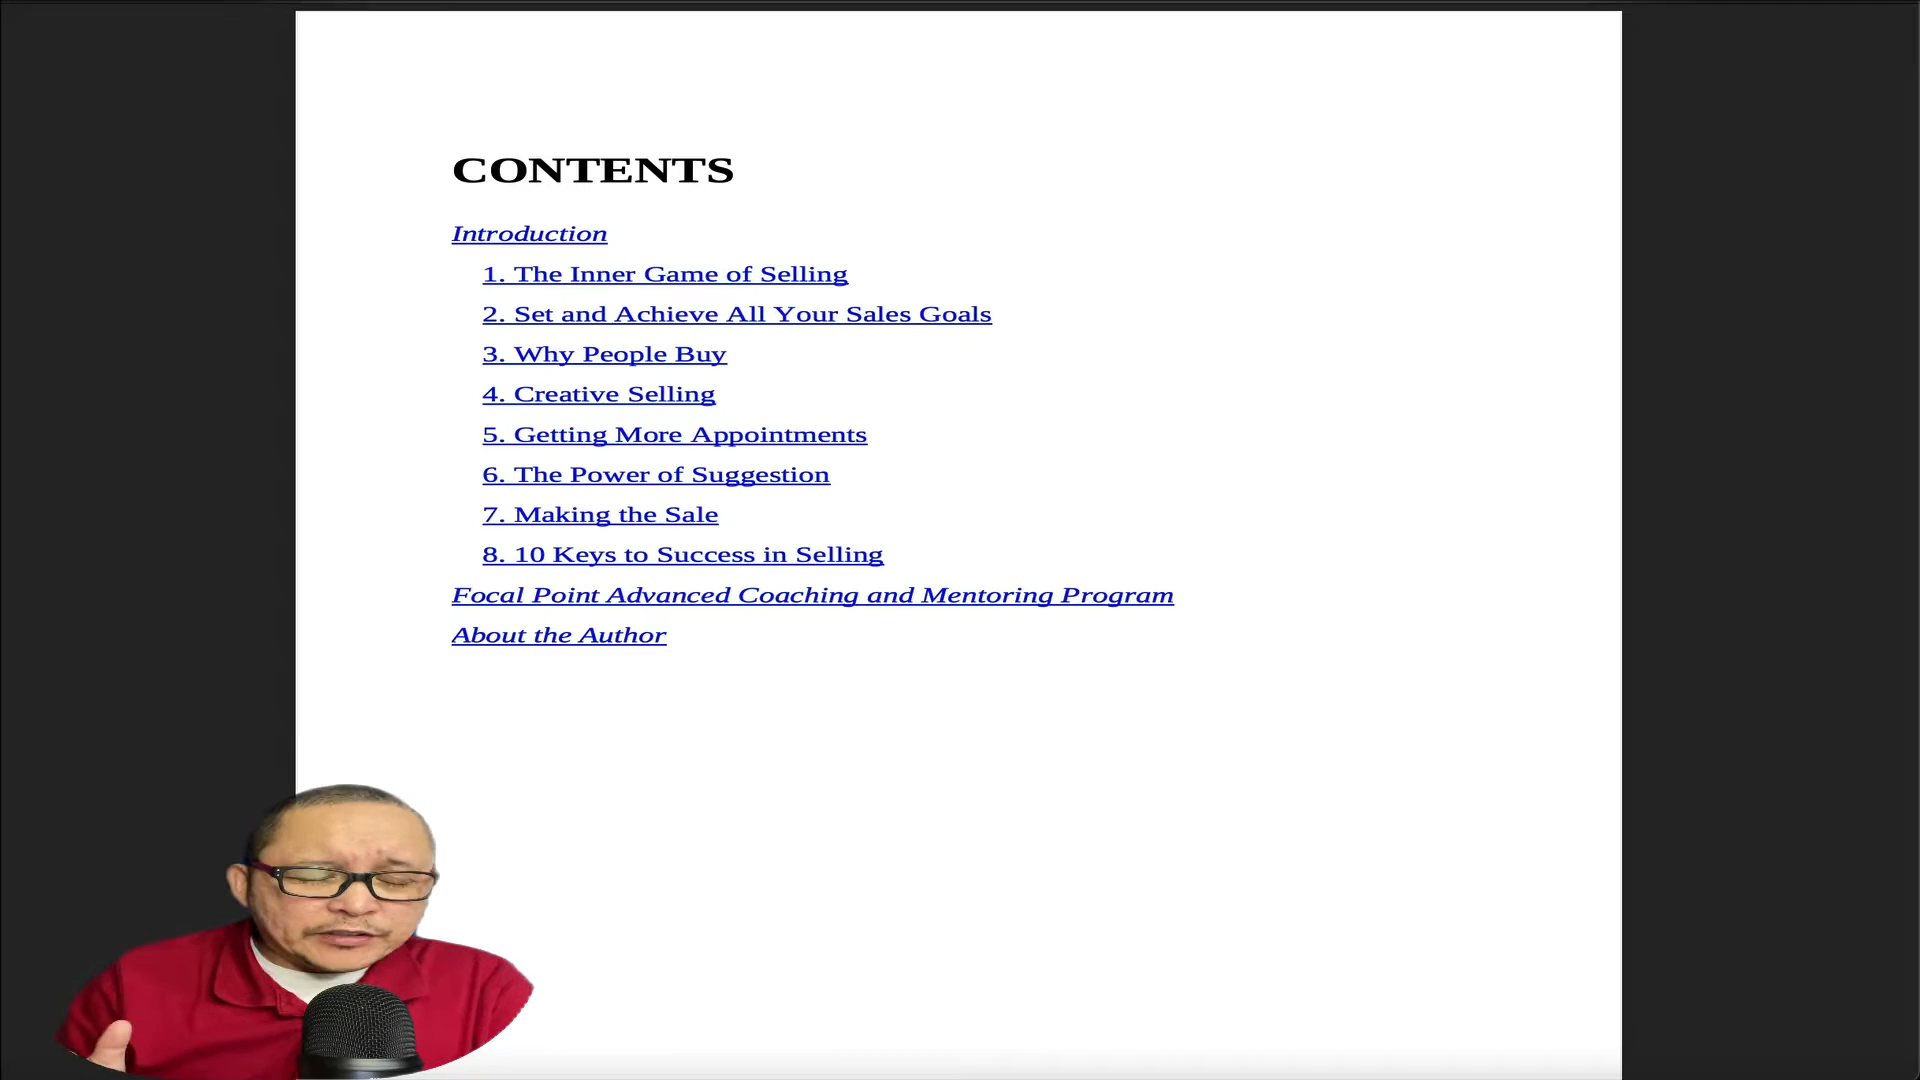 CONTENTS
Introduction
1. The Inner Game of Selling
2. Set and Achieve All Your Sales Goals
3. Why People Buy
4. Creative Selling
5. Getting More Appointments
6. The Power of Suggestion
7. Making the Sale
8. 10 Keys to Success in Selling
Focal Point Advanced Coaching and Mentoring Program
About the Author